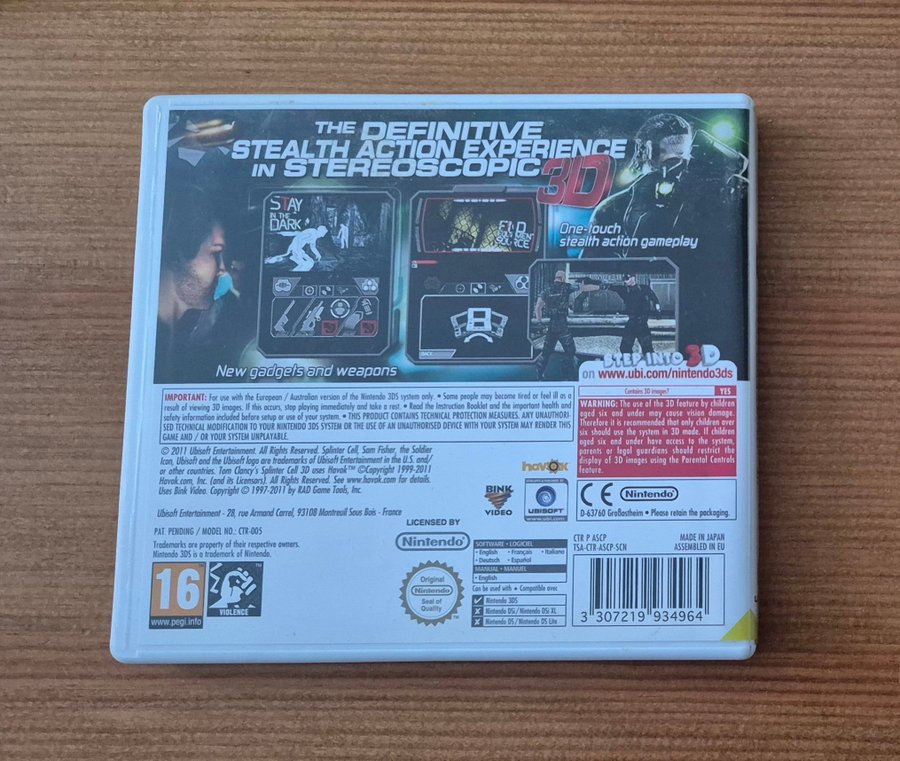 THE DEFINITIVE
STEALTH ACTION EXPERIENCE
IN STEREOSCOPIC 3D
STAY
IN THE
DARK
FIND
SOURCE
BACK
One-touch
stealth action gameplay
New gadgets and weapons
STEP INTO 3D
on www.ubi.com/nintendo3ds
IMPORTANT: For use with the European / Australian version of the Nintendo 3DS system only. • Some people may become tired or feel ill as a
result of viewing 3D images. If this occurs, stop playing immediately and take a rest. • Read the Instruction Booklet and the important health and
safety information included before setup or use of your system. • THIS PRODUCT CONTAINS TECHNICAL PROTECTION MEASURES. ANY UNAUTHORI-
SED TECHNICAL MODIFICATION TO YOUR NINTENDO 3DS SYSTEM OR THE USE OF AN UNAUTHORISED DEVICE WITH YOUR SYSTEM MAY RENDER THIS
GAME AND / OR YOUR SYSTEM UNPLAYABLE.
Contains 3D images? YES
WARNING: The use of the 3D feature by children
aged six and under may cause vision damage.
Therefore it is recommended that only children over
six should use the system in 3D mode. If children
aged six and under have access to the system,
parents or legal guardians should restrict the
display of 3D images using the Parental Controls
feature.
© 2011 Ubisoft Entertainment. All Rights Reserved. Splinter Cell, Sam Fisher, the Soldier
Icon, Ubisoft and the Ubisoft logo are trademarks of Ubisoft Entertainment in the U.S. and/
or other countries. Tom Clancy's Splinter Cell 3D uses Havok™ ©Copyright 1999-2011
Havok.com, Inc. (and its Licensors). All Rights Reserved. See www.havok.com for details.
Uses Bink Video. Copyright © 1997-2011 by RAD Game Tools, Inc.
havok
BINK
VIDEO
UBISOFT
www.ubi.com
CE Nintendo
D-63760 Großostheim • Please retain the packaging.
Ubisoft Entertainment - 28, rue Armand Carrel, 93108 Montreuil Sous Bois - France
PAT. PENDING / MODEL NO.: CTR-005
Trademarks are property of their respective owners.
Nintendo 3DS is a trademark of Nintendo.
LICENSED BY
Nintendo
Original
Nintendo
Seal of
Quality
TM
SOFTWARE • LOGICIEL
• English • Français • Italiano
• Deutsch • Español
MANUAL • MANUEL
• English
Can be used with • Compatible avec
Nintendo 3DS
Nintendo DSi / Nintendo DSi XL
Nintendo DS / Nintendo DS Lite
CTR P ASCP MADE IN JAPAN
TSA-CTR-ASCP-SCN ASSEMBLED IN EU
3 307219 934964
16
www.pegi.info
VIOLENCE